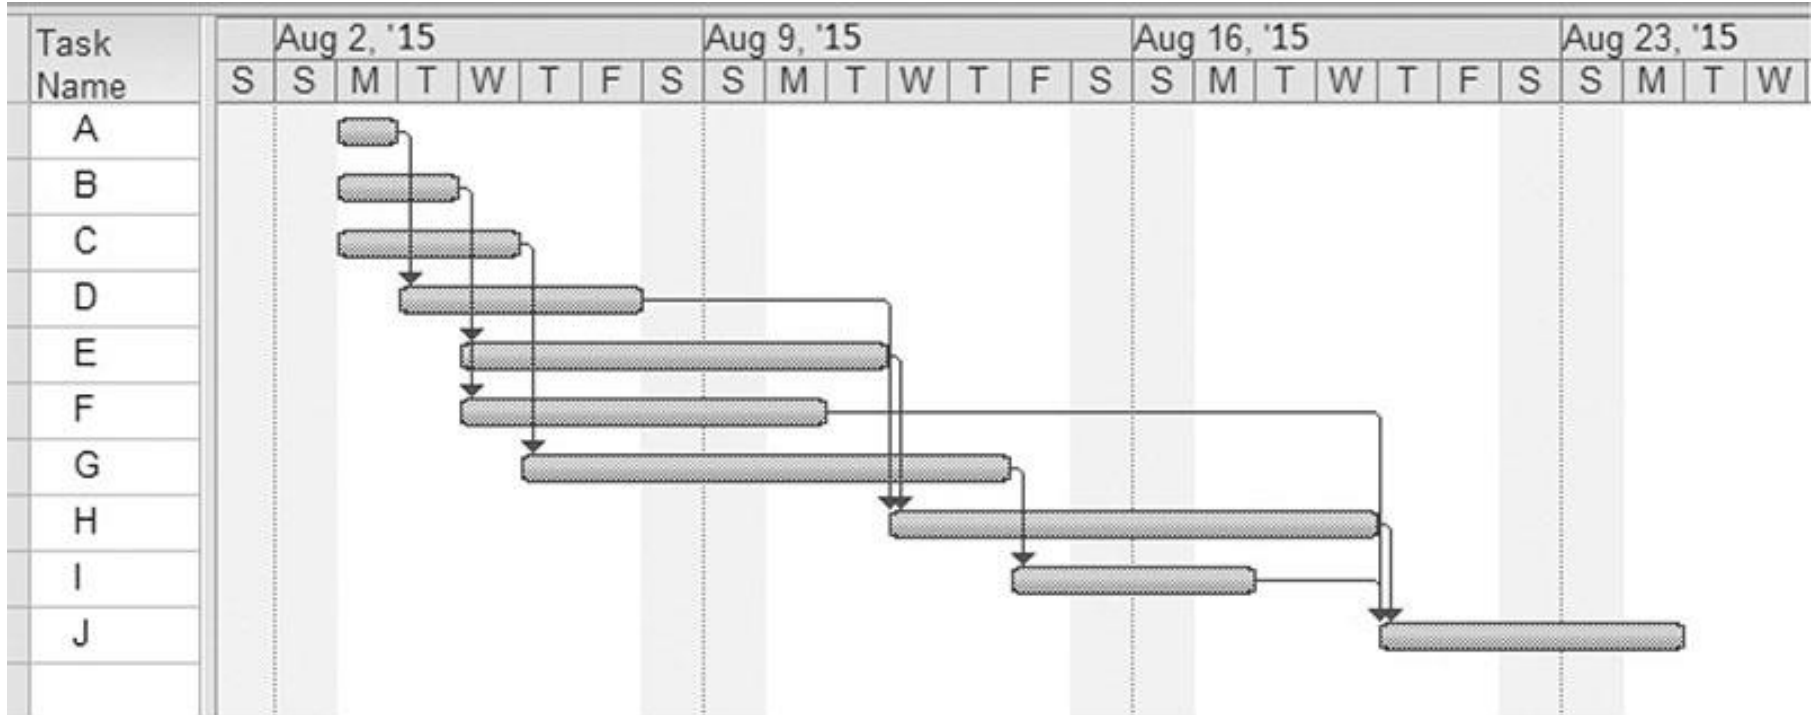 Task Name
Aug 2, '15 Aug 9, '15 Aug 16, '15 Aug 23, '15
S S M T W T F S S M T W T F S S M T W T F S S M T W
A
B
C
D
E
F
G
H
I
J